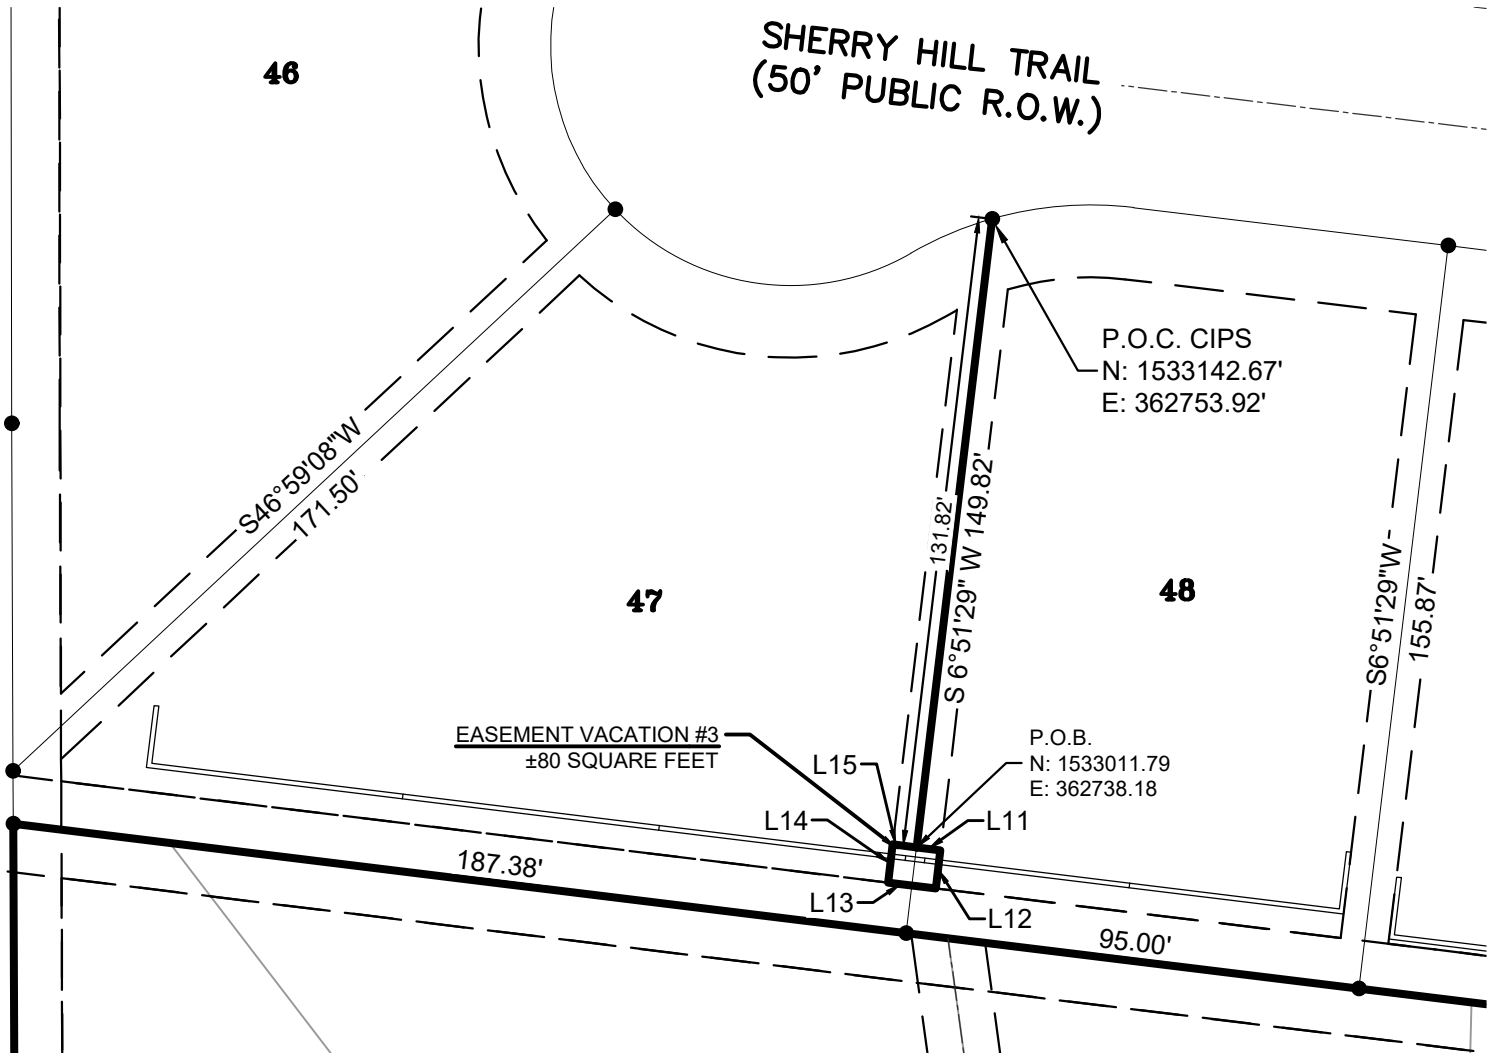 SHERRY HILL TRAIL
(50' PUBLIC R.O.W.)
46
P.O.C. CIPS
N: 1533142.67'
E: 362753.92'
S46°59'08"W
171.50'
131.82'
S 6°51'29" W 149.82'
47
48
S6°51'29"W
155.87'
EASEMENT VACATION #3
±80 SQUARE FEET
P.O.B.
N: 1533011.79
E: 362738.18
L15
L14
L11
L13
L12
187.38'
95.00'